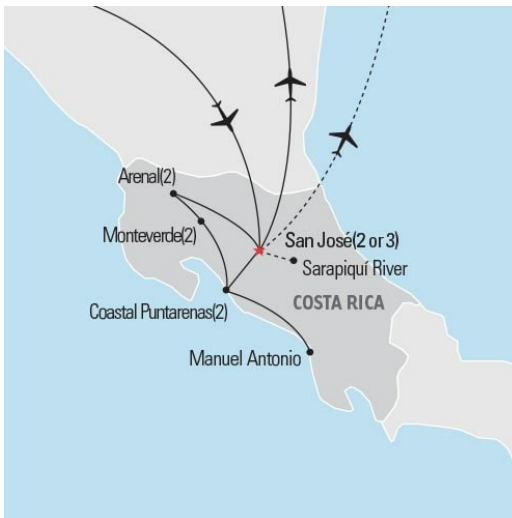 Arenal(2)
Monteverde(2)
San José(2 or 3)
Sarapiquí River
Coastal Puntarenas(2)
COSTA RICA
Manuel Antonio